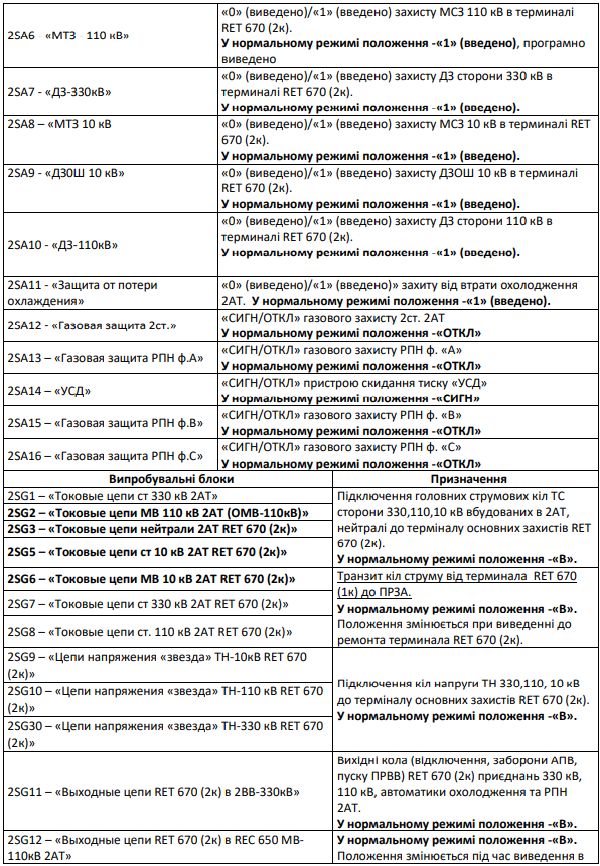 «0» (виведено)/«1» (введено) захисту МСЗ 110 кВ в терминалі
2SA6 - «МТЗ - 110 кВ»
RET 670 (2к).
У нормальному режимі положення -«1» (введено), програмно
виведено
2SA7 - «ДЗ-330кВ»
«0» (виведено)/«1» (введено) захисту ДЗ сторони 330 кВ в
терминалі RET 670 (2к).
У нормальному режимі положення -«1» (введено).
2SA8 – «МТЗ 10 кВ
«0» (виведено)/«1» (введено) захисту МСЗ 10 кВ в терминалі RET
670 (2к).
У нормальному режимі положення -«1» (введено).
2SA9 - «ДЗОШ 10 кВ»
«0» (виведено)/«1» (введено) захисту ДЗОШ 10 кВ в терминалі
RET 670 (2к).
У нормальному режимі положення -«1» (введено).
2SA10 - «ДЗ-110кВ»
«0» (виведено)/«1» (введено) захисту ДЗ сторони 110 кВ в
терминалі RET 670 (2к).
У нормальному режимі положення -«1» (введено).
2SA11 - «Защита от потери
охлаждения»
«0» (виведено)/«1» (введено)» захиту від втрати охолодження
2АТ. У нормальному режимі положення -«1» (введено).
2SA12 - «Газовая защита 2ст.»
«СИГН/ОТКЛ» газового захисту 2ст. 2АТ
У нормальному режимі положення -«ОТКЛ»
2SA13 – «Газовая защита РПН ф.А»
«СИГН/ОТКЛ» газового захисту РПН ф. «А»
У нормальному режимі положення -«ОТКЛ»
2SA14 – «УСД»
«СИГН/ОТКЛ» пристрою скидання тиску «УСД»
У нормальному режимі положення -«СИГН»
2SA15 – «Газовая защита РПН ф.В»
«СИГН/ОТКЛ» газового захисту РПН ф. «В»
У нормальному режимі положення -«ОТКЛ»
2SA16 – «Газовая защита РПН ф.С»
«СИГН/ОТКЛ» газового захисту РПН ф. «С»
У нормальному режимі положення -«ОТКЛ»
Випробувальні блоки
Призначення
2SG1 – «Токовые цепи ст 330 кВ 2АТ»
2SG2 – «Токовые цепи МВ 110 кВ 2АТ (ОМВ-110кВ)»
2SG3 – «Токовые цепи нейтрали 2АТ RET 670 (2к)»
2SG5 – «Токовые цепи ст 10 кВ 2АТ RET 670 (2к)»
Підключення головних струмових кіл ТС
сторони 330,110,10 кВ вбудованих в 2АТ,
нейтралі до терміналу основних захистів RET
670 (2к).
У нормальному режимі положення -«В».
2SG6 – «Токовые цепи МВ 10 кВ 2АТ RET 670 (2к)»
2SG7 – «Токовые цепи ст 330 кВ 2АТ RET 670 (2к)»
2SG8 – «Токовые цепи ст. 110 кВ 2АТ RET 670 (2к)»
Транзит кіл струму від терминала RET 670
(1к) до ПРЗА.
У нормальному режимі положення -«В».
Положення змінюється при виведенні до
ремонта терминала RET 670 (2к).
2SG9 – «Цепи напряжения «звезда» ТН-10кВ RET 670
(2к)»
2SG10 – «Цепи напряжения «звезда» ТН-110 кВ RET 670
(2к)»
2SG30 – «Цепи напряжения «звезда» ТН-330 кВ RET 670
(2к)»
Підключення кіл напруги ТН 330,110, 10 кВ
до терміналу основних захистів RET 670 (2к).
У нормальному режимі положення -«В».
2SG11 – «Выходные цепи RET 670 (2к) в 2ВВ-330кВ»
Вихідні кола (відключення, заборони АПВ,
пуску ПРВВ) RET 670 (2к) приєднань 330 кВ,
110 кВ, автоматики охолодження та РПН
2АТ.
У нормальному режимі положення -«В».
2SG12 – «Выходные цепи RET 670 (2к) в REC 650 МВ-
110кВ 2АТ»
У нормальному режимі положення -«В».
Положення змінюється під час виведення в